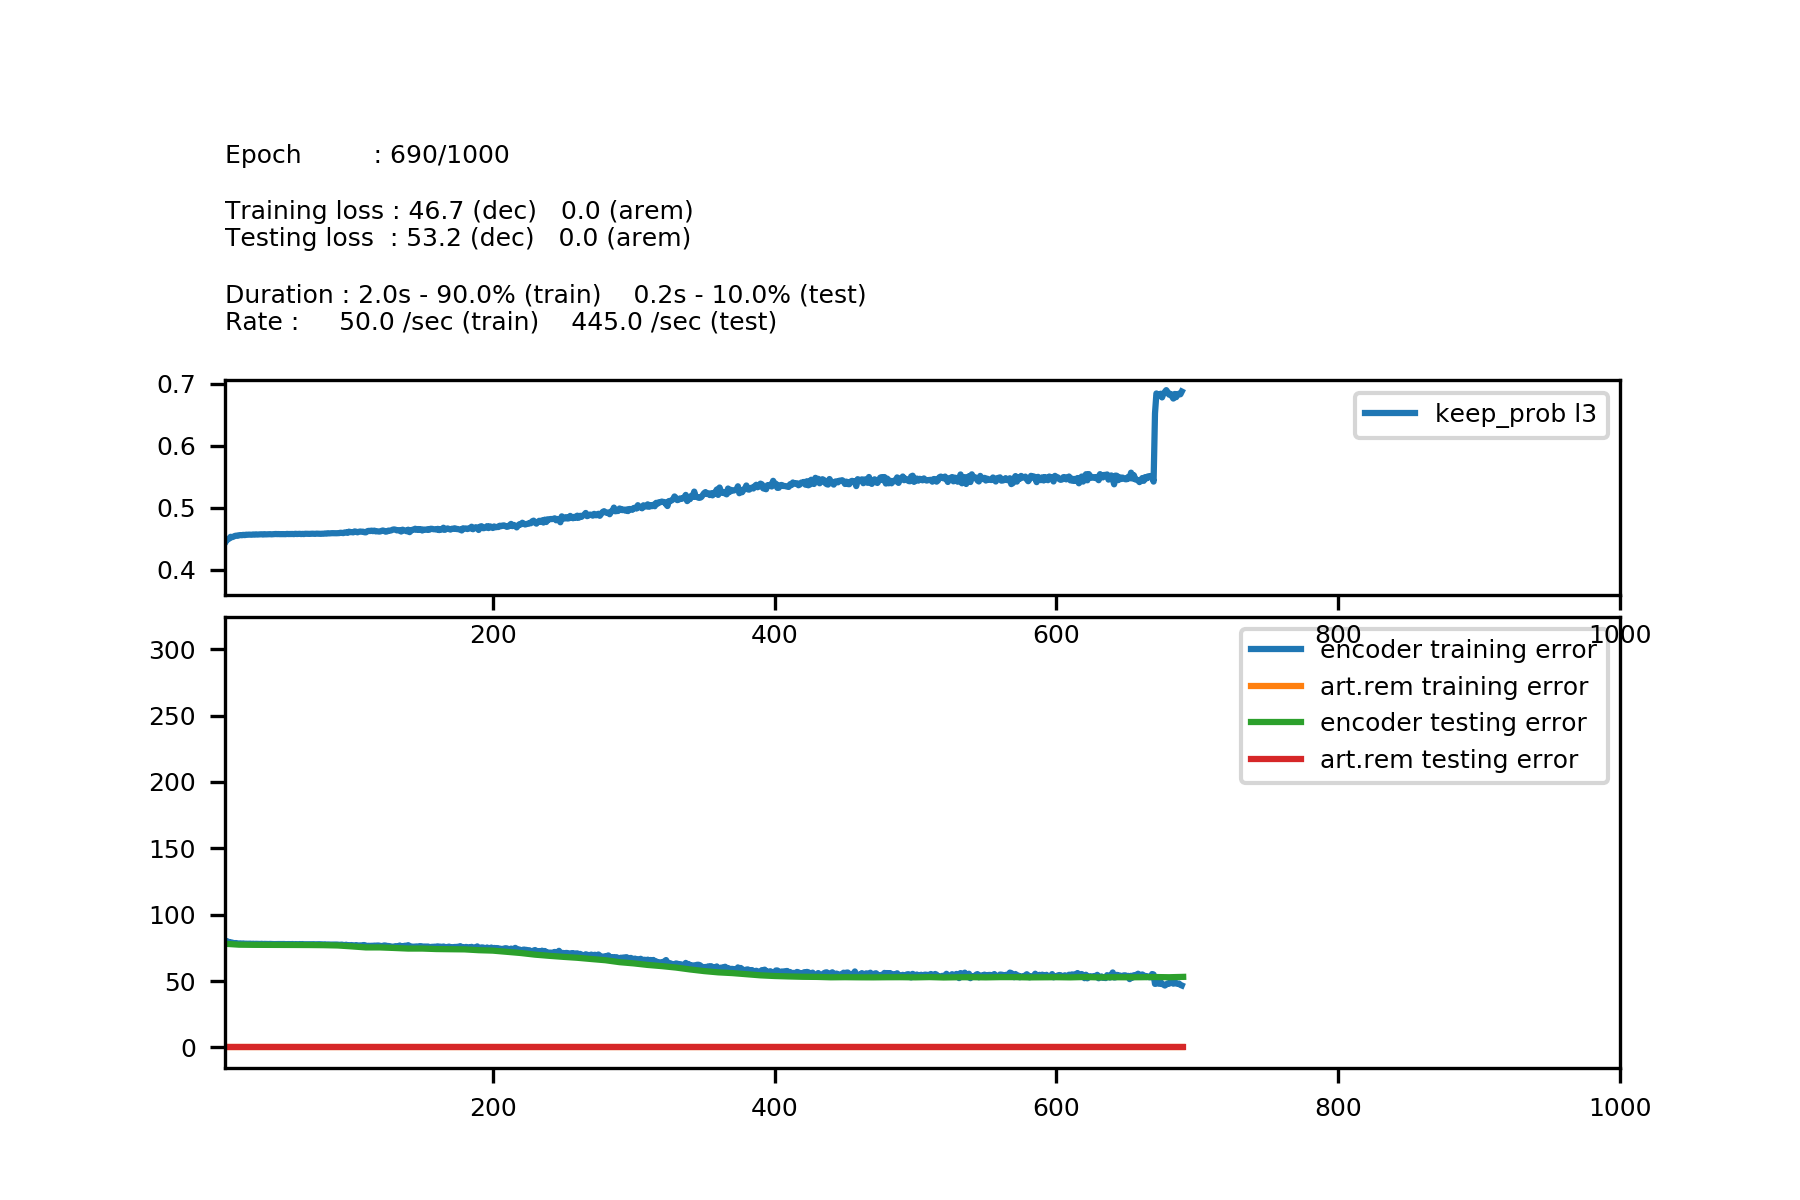 Epoch : 690/1000
Training loss : 46.7 (dec) 0.0 (arem)
Testing loss : 53.2 (dec) 0.0 (arem)
Duration : 2.0s - 90.0% (train) 0.2s - 10.0% (test)
Rate : 50.0 /sec (train) 445.0 /sec (test)
0.7
0.6
0.5
0.4
keep_prob l3
200 400 600 800 1000
300
250
200
150
100
50
0
encoder training error
art.rem training error
encoder testing error
art.rem testing error
200 400 600 800 1000